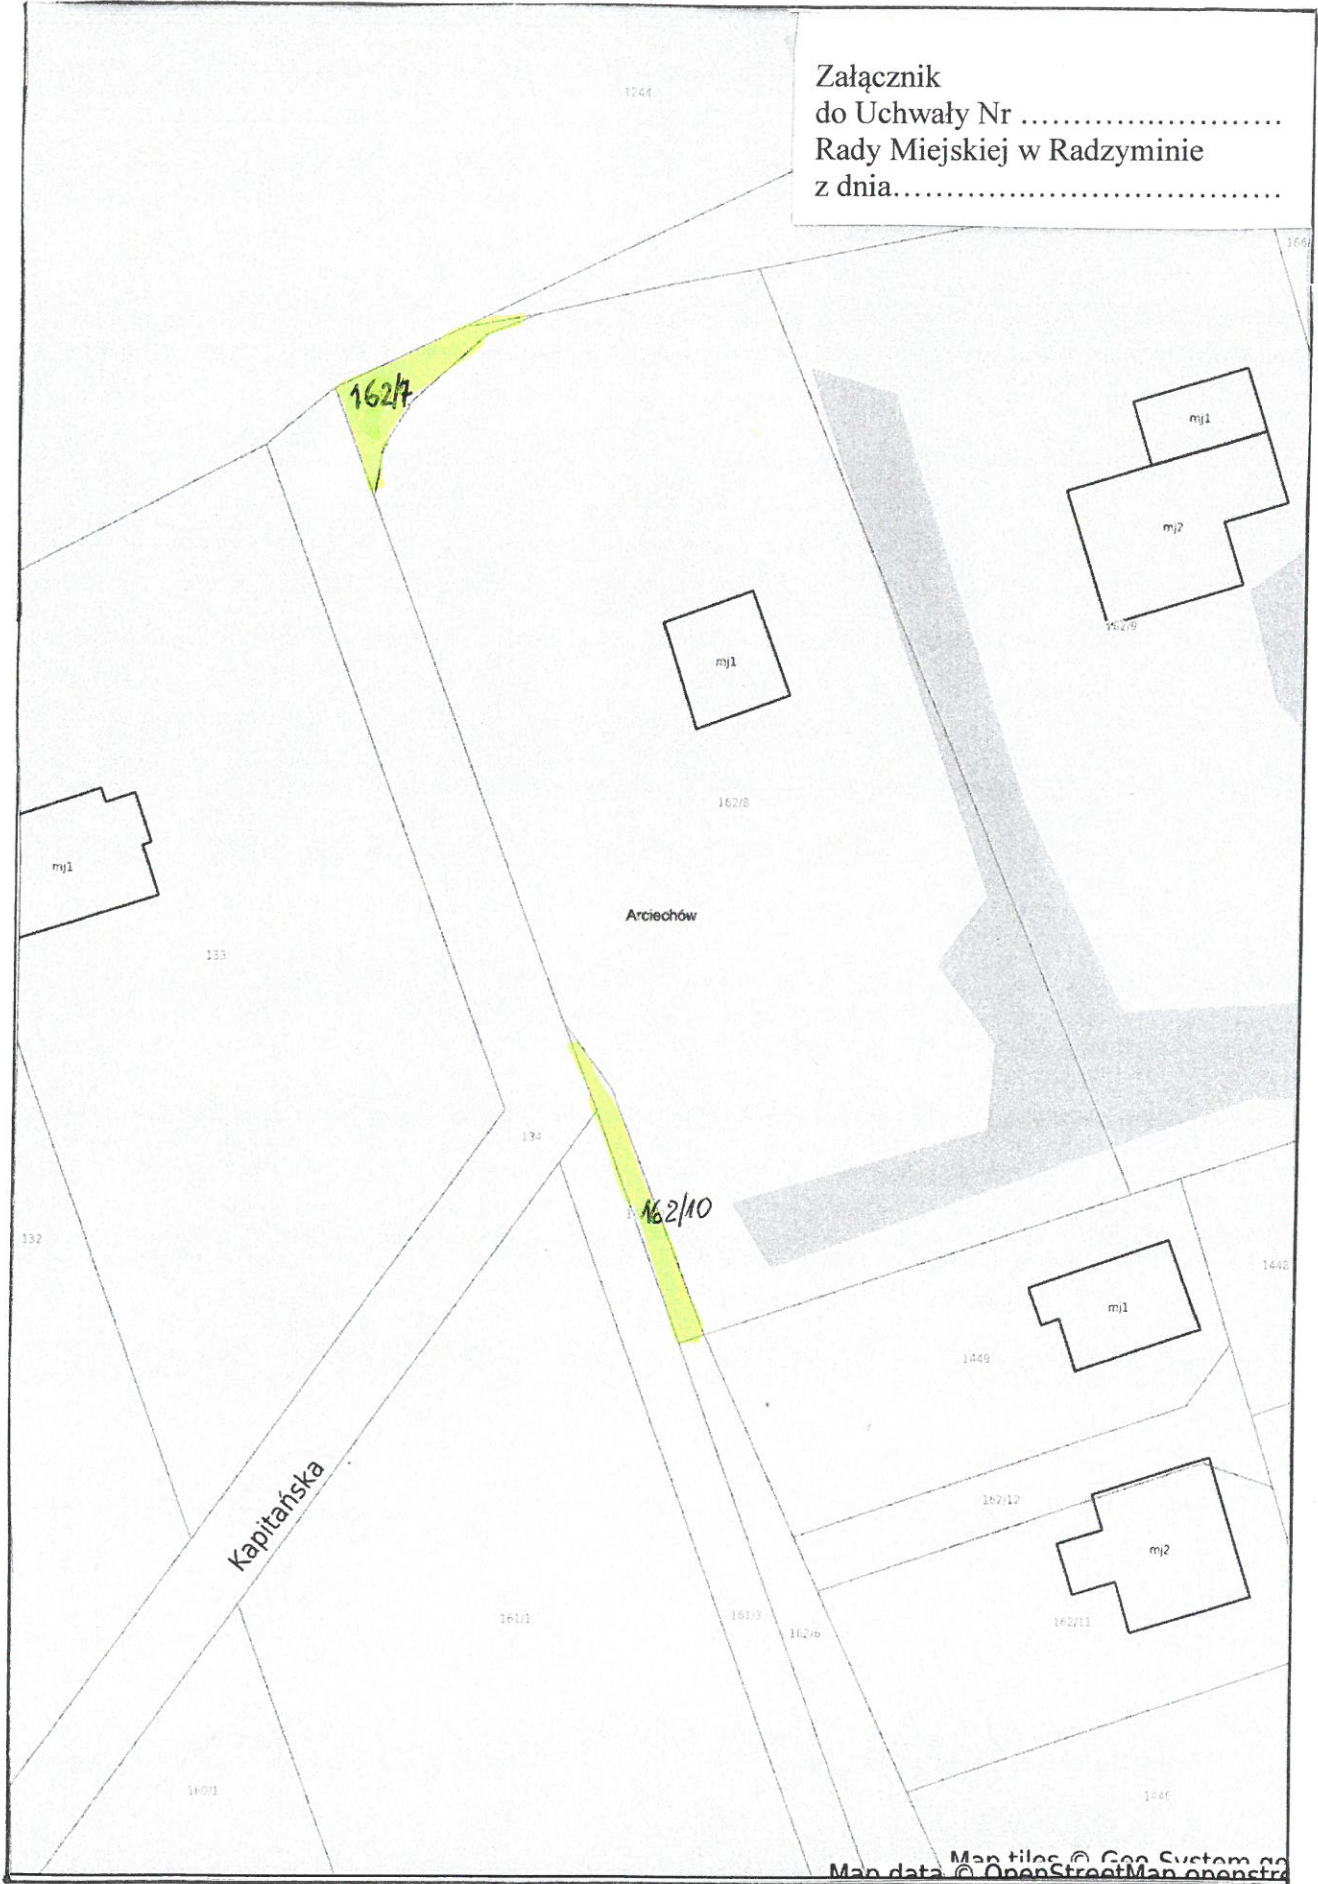 Załącznik
do Uchwały Nr ............................
Rady Miejskiej w Radzyminie
z dnia..........................................
1244
162/7
mj1
mj2
162/9
mj1
162/8
mj1
Arciechów
133
134
162/10
132
1448
mj1
1449
Kapitańska
162/12
mj2
161/1
161/3
162/6
162/11
160/1
1446
Map tiles © Geo System
Map data © OpenStreetMap